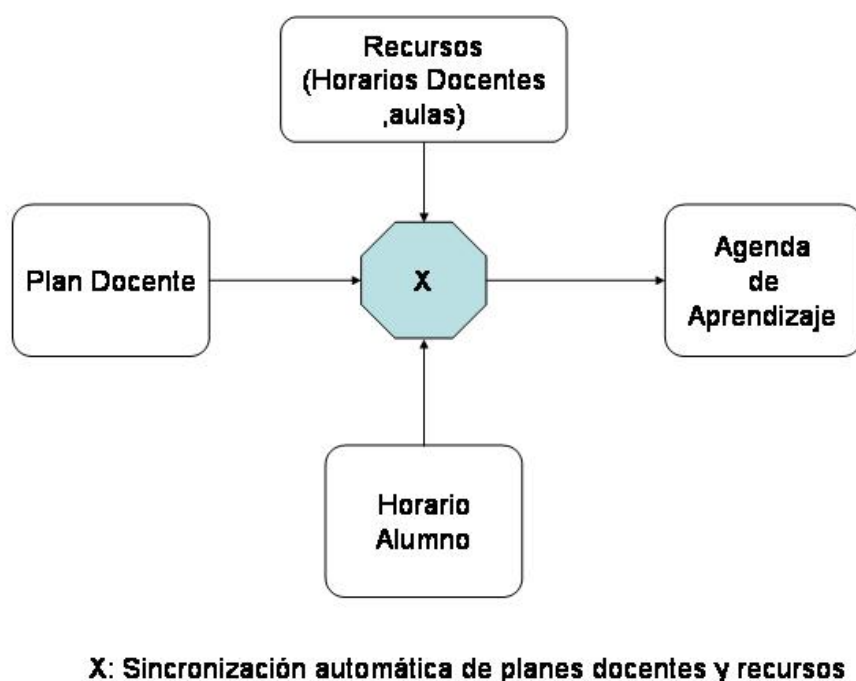 Recursos
(Horarios Docentes
,aulas)
Plan Docente
X
Agenda
de
Aprendizaje
Horario
Alumno
X: Sincronización automática de planes docentes y recursos